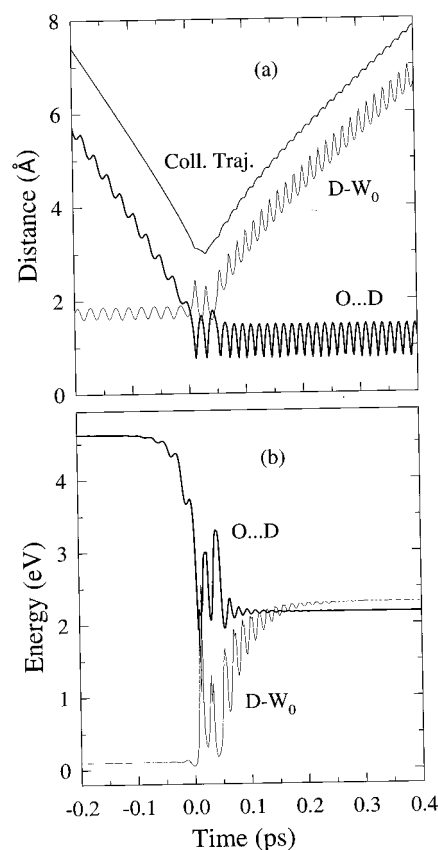 8
(a)
6
Coll. Traj.
D-W₀
4
Distance (Å)
O...D
2
0
(b)
4
O...D
3
Energy (eV)
2
1
D-W₀
0
-0.2 -0.1 0.0 0.1 0.2 0.3 0.4
Time (ps)